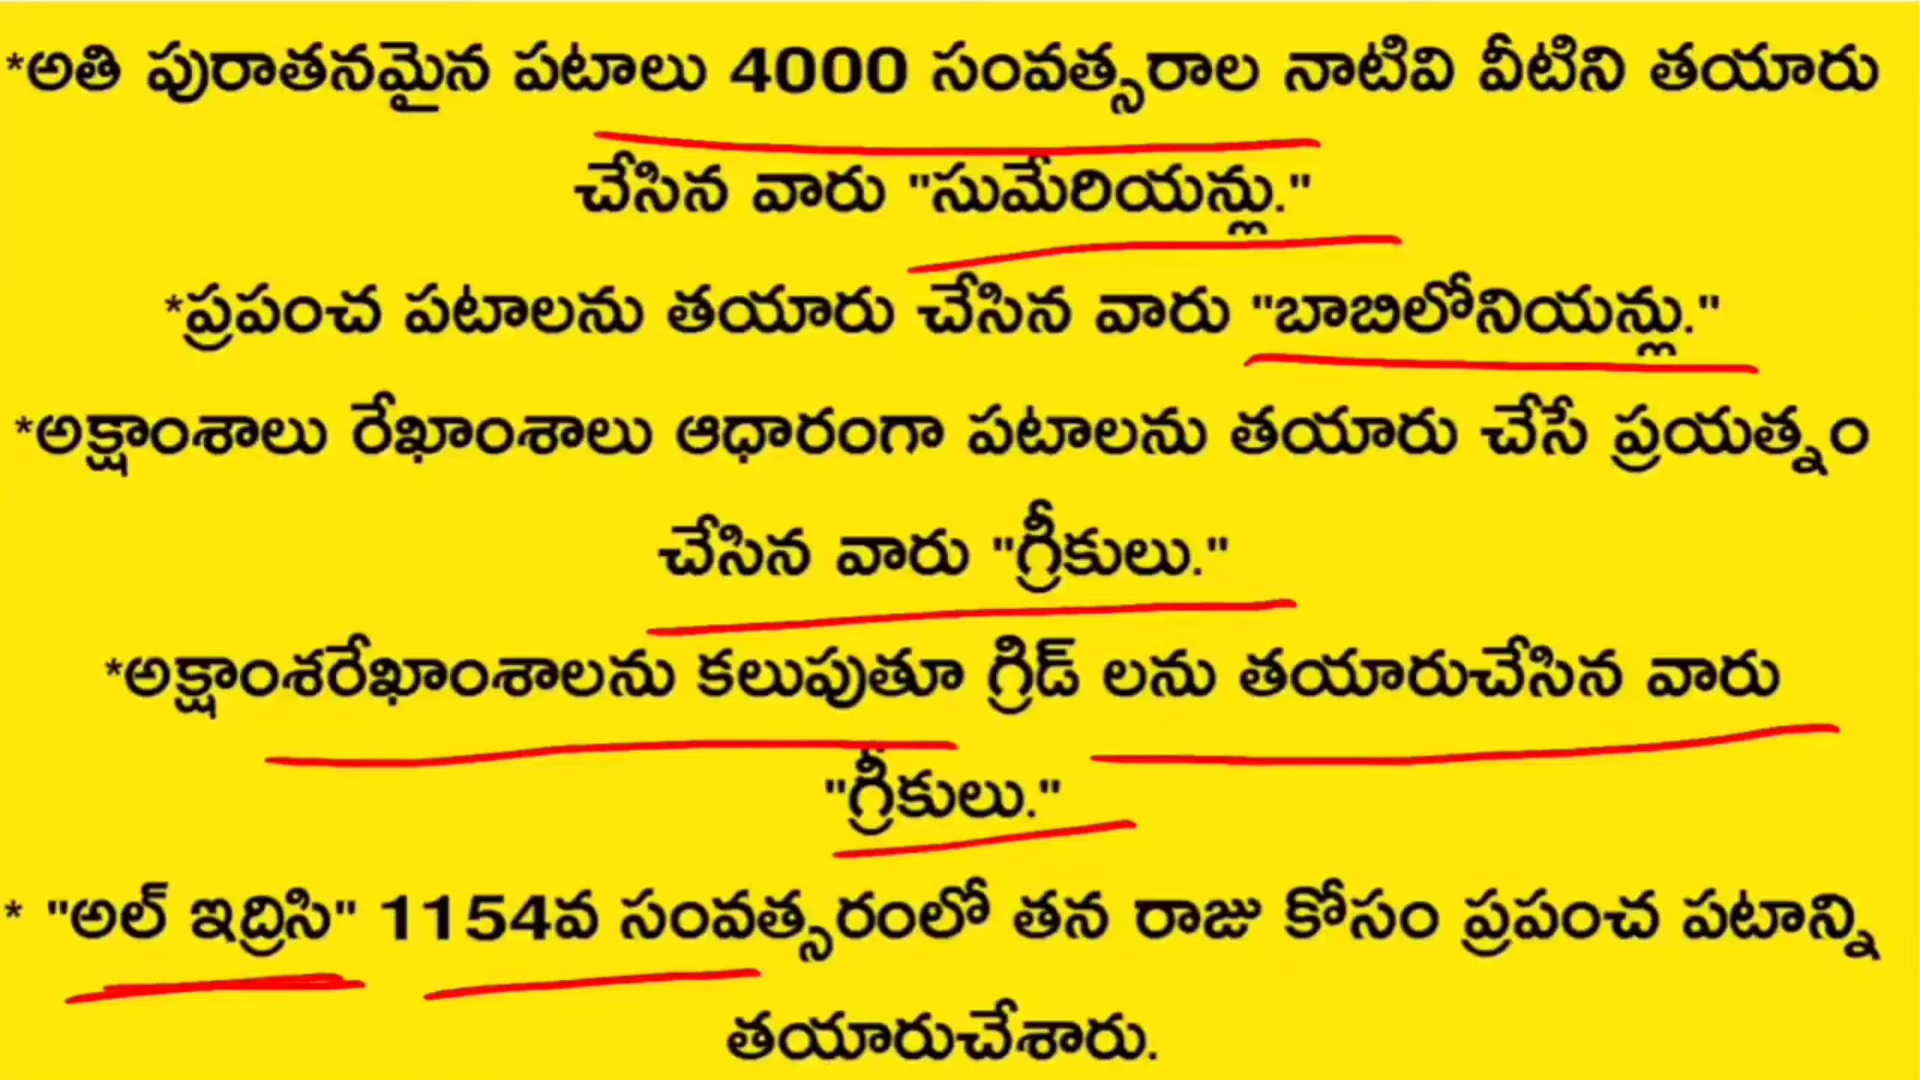 *అతి పురాతనమైన పటాలు 4000 సంవత్సరాల నాటివి వీటిని తయారు
చేసిన వారు "సుమేరియన్లు."
*ప్రపంచ పటాలను తయారు చేసిన వారు "బాబిలోనియన్లు."
*అక్షాంశాలు రేఖాంశాలు ఆధారంగా పటాలను తయారు చేసే ప్రయత్నం
చేసిన వారు "గ్రీకులు."
*అక్షాంశరేఖాంశాలను కలుపుతూ గ్రిడ్ లను తయారుచేసిన వారు
"గ్రీకులు."
* "అల్ ఇద్రిసి" 1154వ సంవత్సరంలో తన రాజు కోసం ప్రపంచ పటాన్ని
తయారుచేశారు.